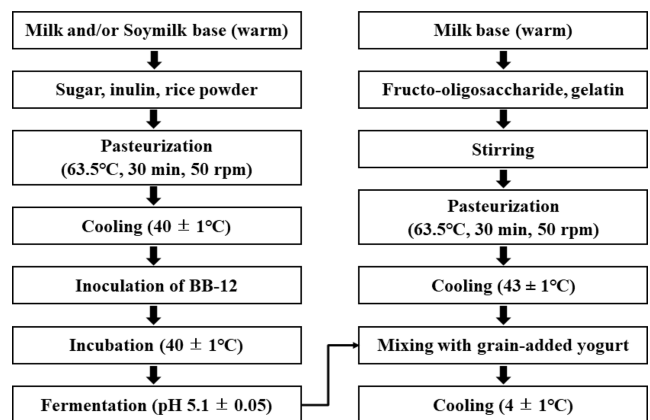 Milk and/or Soymilk base (warm)
Sugar, inulin, rice powder
Pasteurization
(63.5℃, 30 min, 50 rpm)
Cooling (40 ± 1℃)
Inoculation of BB-12
Incubation (40 ± 1℃)
Fermentation (pH 5.1 ± 0.05)
Milk base (warm)
Fructo-oligosaccharide, gelatin
Stirring
Pasteurization
(63.5℃, 30 min, 50 rpm)
Cooling (43 ± 1℃)
Mixing with grain-added yogurt
Cooling (4 ± 1℃)